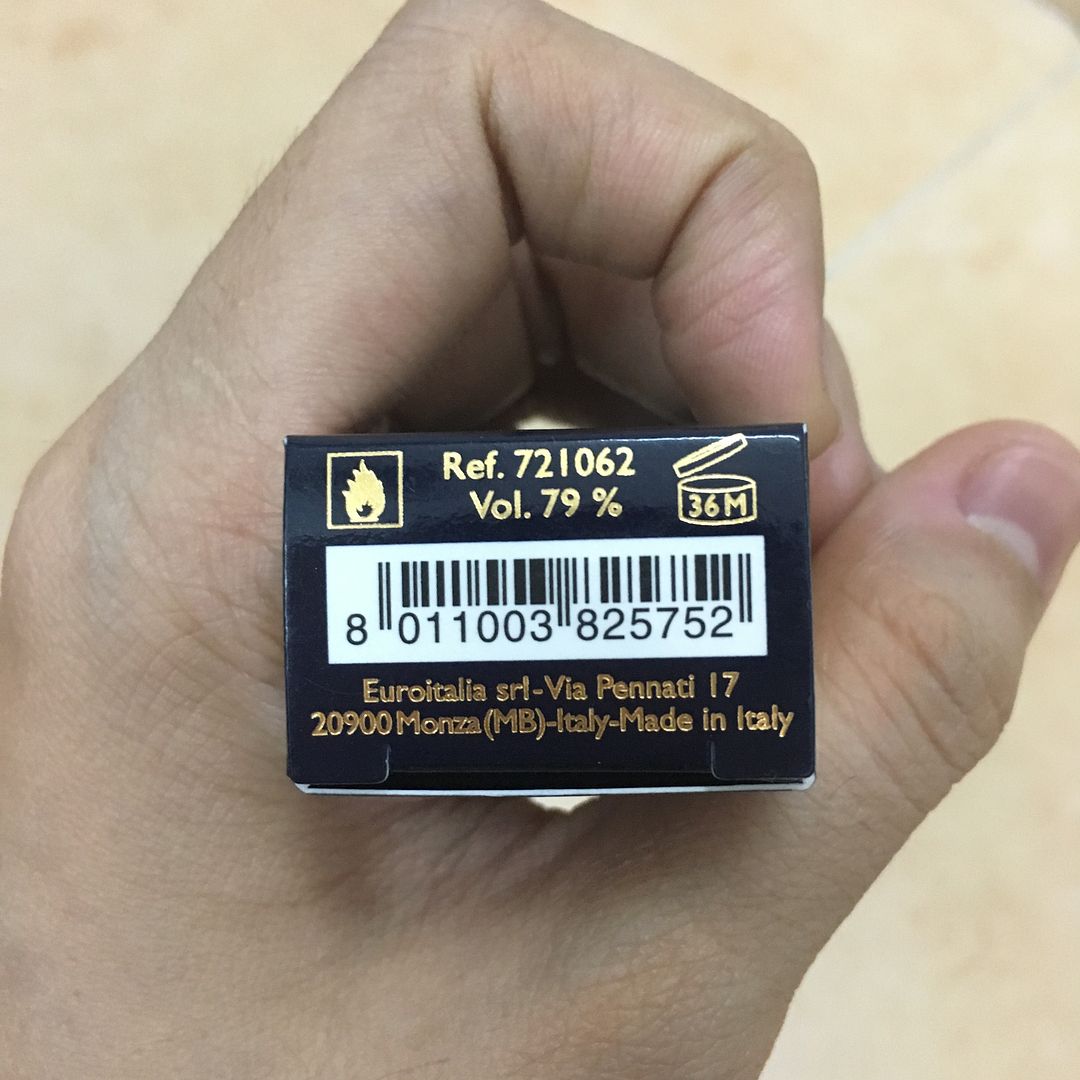 Ref. 721062
Vol. 79 %
36 M
8 011003 825752
Euroitalia srl-Via Pennati 17
20900 Monza (MB)-Italy-Made in Italy